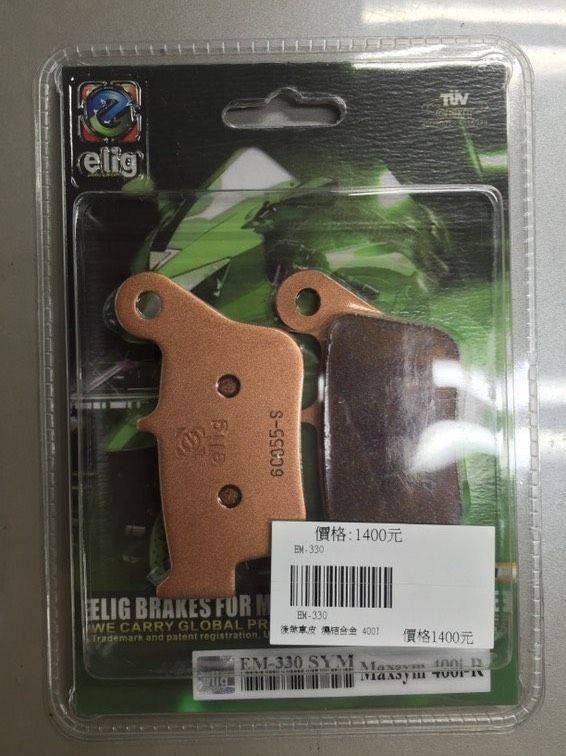 elig
TÜV
elig
60055-S
價格:1400元
EM-330
EM-330
後煞車皮 燒結合金 400I
價格1400元
ELIG BRAKES FOR M
WE CARRY GLOBAL PR
Trademark and patent registration.
EM-330 SYM
Maxsym 400i-R